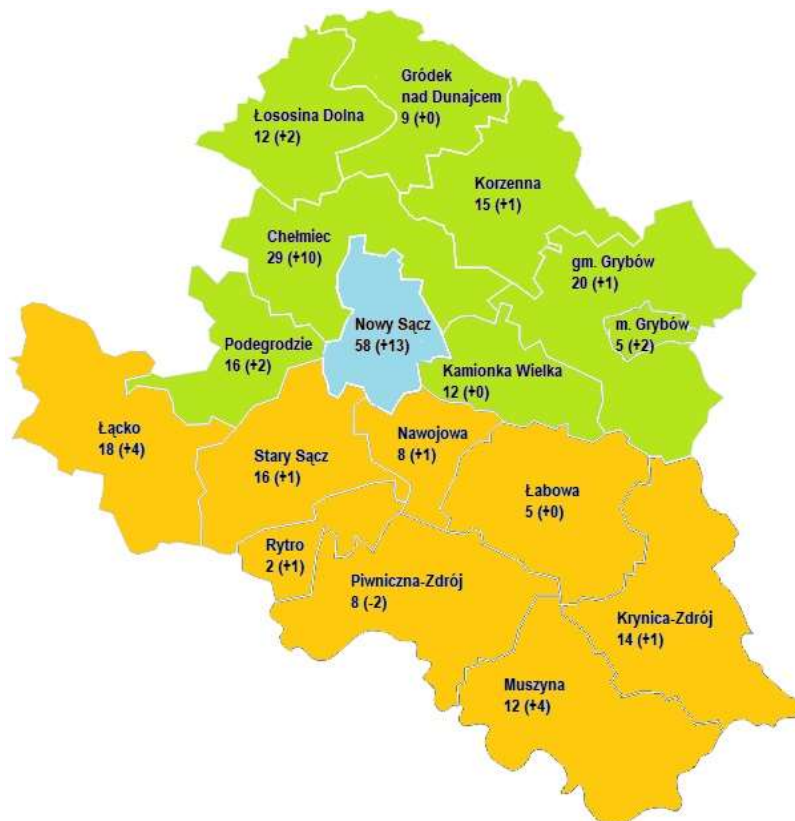 Gródek
nad Dunajcem
9 (+0)
Łososina Dolna
12 (+2)
Korzenna
15 (+1)
Chełmiec
29 (+10)
gm. Grybów
20 (+1)
m. Grybów
5 (+2)
Nowy Sącz
58 (+13)
Podegrodzie
16 (+2)
Kamionka Wielka
12 (+0)
Łącko
18 (+4)
Stary Sącz
16 (+1)
Nawojowa
8 (+1)
Łabowa
5 (+0)
Rytro
2 (+1)
Piwniczna-Zdrój
8 (-2)
Krynica-Zdrój
14 (+1)
Muszyna
12 (+4)